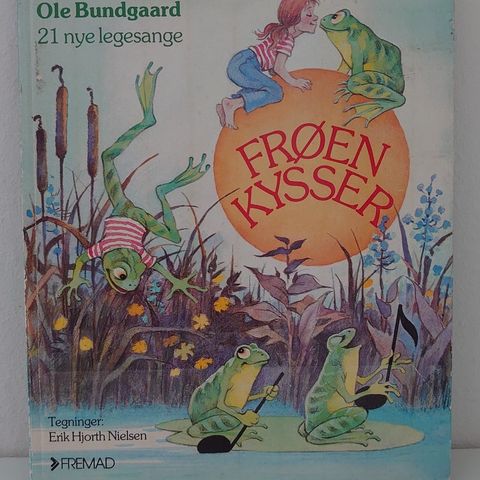 Ole Bundgaard
21 nye legesange
FRØEN
KYSSER
Tegninger:
Erik Hjorth Nielsen
FREMAD